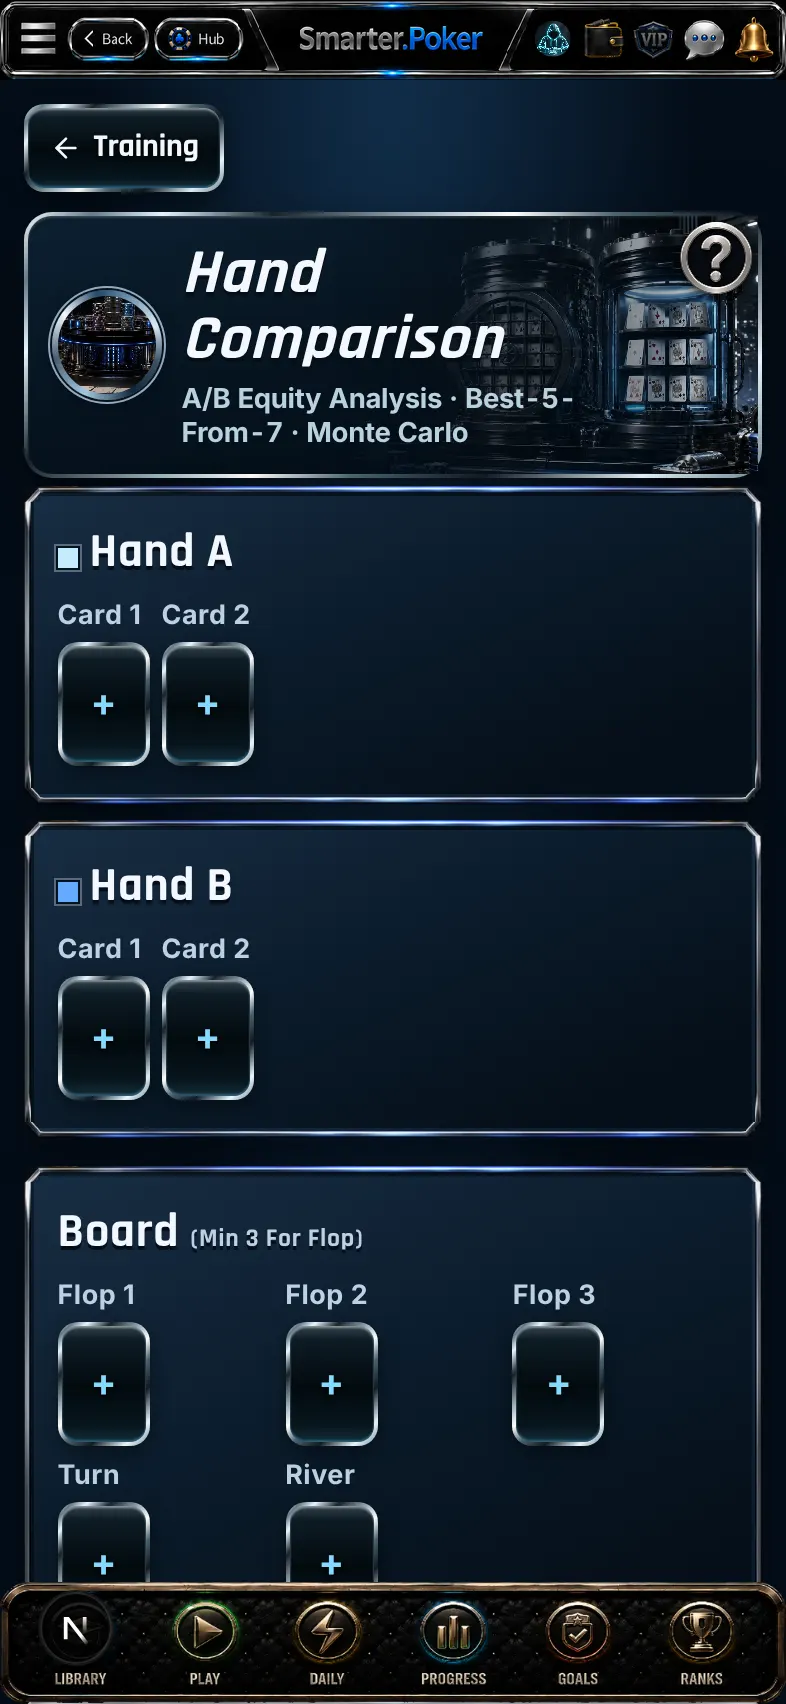 Back
Hub
Smarter.Poker
VIP
Training
Hand
Comparison
A/B Equity Analysis · Best-5-
From-7 · Monte Carlo
?
Hand A
Card 1 Card 2
+ +
Hand B
Card 1 Card 2
+ +
Board (Min 3 For Flop)
Flop 1 Flop 2 Flop 3
+ + +
Turn River
+ +
N
LIBRARY PLAY DAILY PROGRESS GOALS RANKS